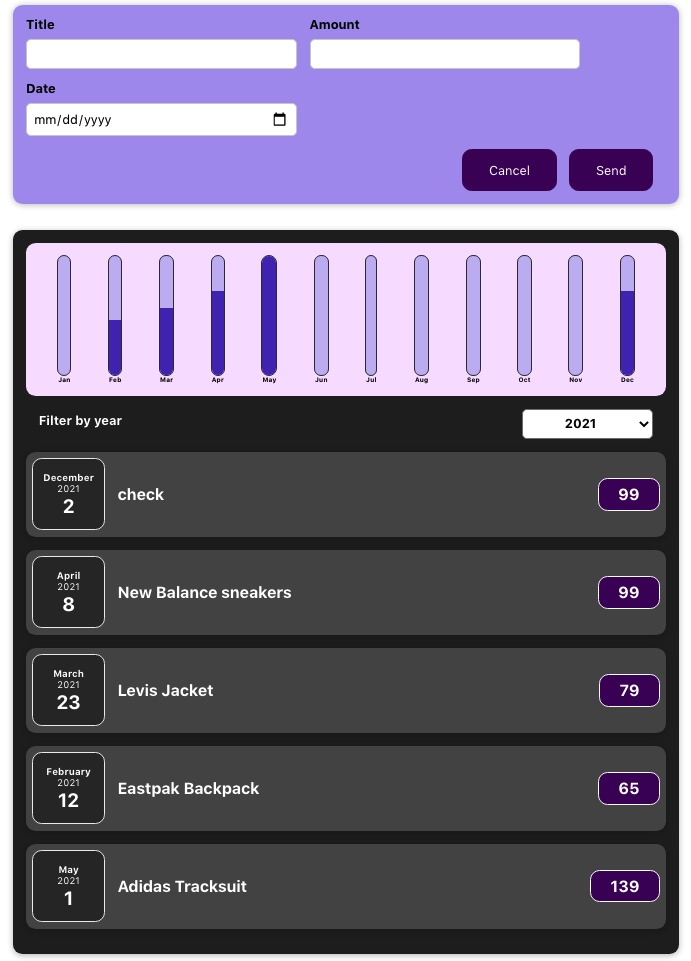 Title Amount
Date
mm/dd/yyyy
Cancel Send
Jan Feb Mar Apr May Jun Jul Aug Sep Oct Nov Dec
Filter by year 2021
December
2021
2
check
99
April
2021
8
New Balance sneakers
99
March
2021
23
Levis Jacket
79
February
2021
12
Eastpak Backpack
65
May
2021
1
Adidas Tracksuit
139